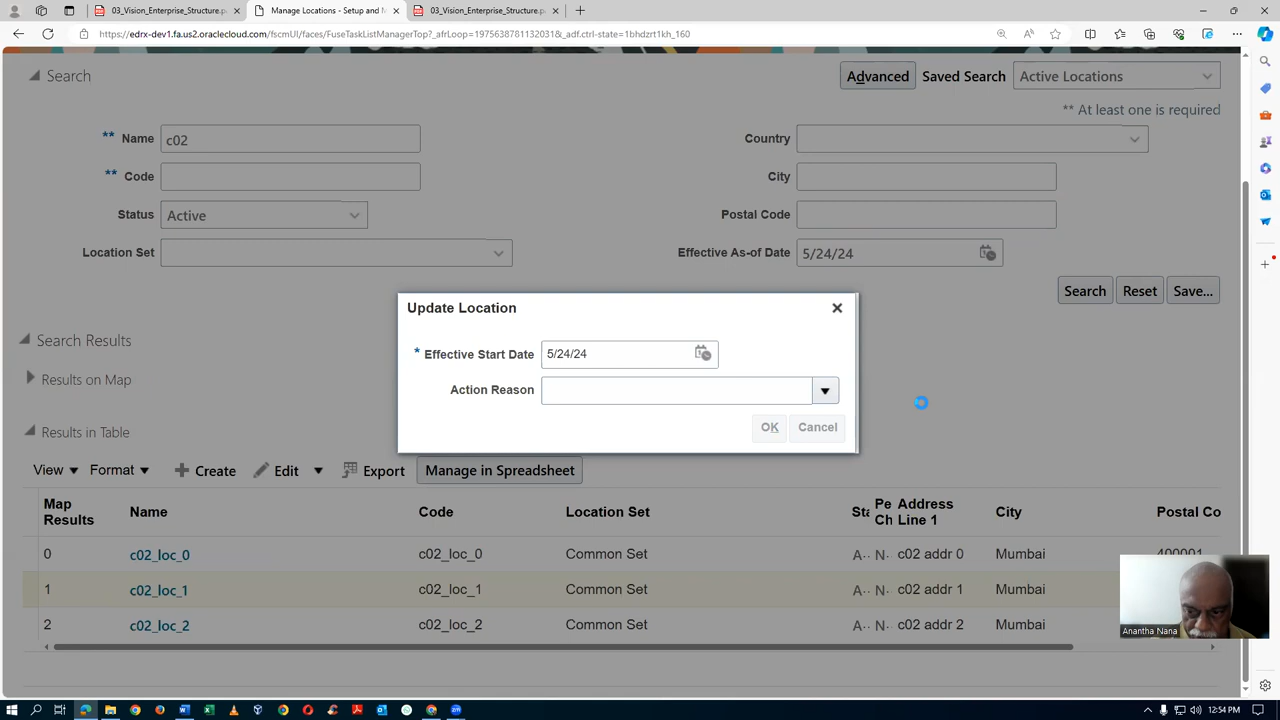 03_Vision_Enterprise_Structure.p
Manage Locations - Setup and M
03_Vision_Enterprise_Structure.p
https://edrx-dev1.fa.us2.oraclecloud.com/fscmUI/faces/FuseTaskListManagerTop?_afrLoop=1975638781132031&_adf.ctrl-state=1bhdzrt1kh_160
Search
Advanced
Saved Search
Active Locations
** At least one is required
** Name
c02
Country
** Code
City
Status
Active
Postal Code
Location Set
Effective As-of Date
5/24/24
Search
Reset
Save...
Update Location
* Effective Start Date
5/24/24
Action Reason
OK
Cancel
Search Results
Results on Map
Results in Table
View
Format
Create
Edit
Export
Manage in Spreadsheet
Map Results
Name
Code
Location Set
Sta
Pe Ch
Address Line 1
City
Postal Co
0 c02_loc_0 c02_loc_0 Common Set A·· N·· c02 addr 0 Mumbai 400001
1 c02_loc_1 c02_loc_1 Common Set A·· N·· c02 addr 1 Mumbai
2 c02_loc_2 c02_loc_2 Common Set A·· N·· c02 addr 2 Mumbai
Anantha Nana
12:54 PM